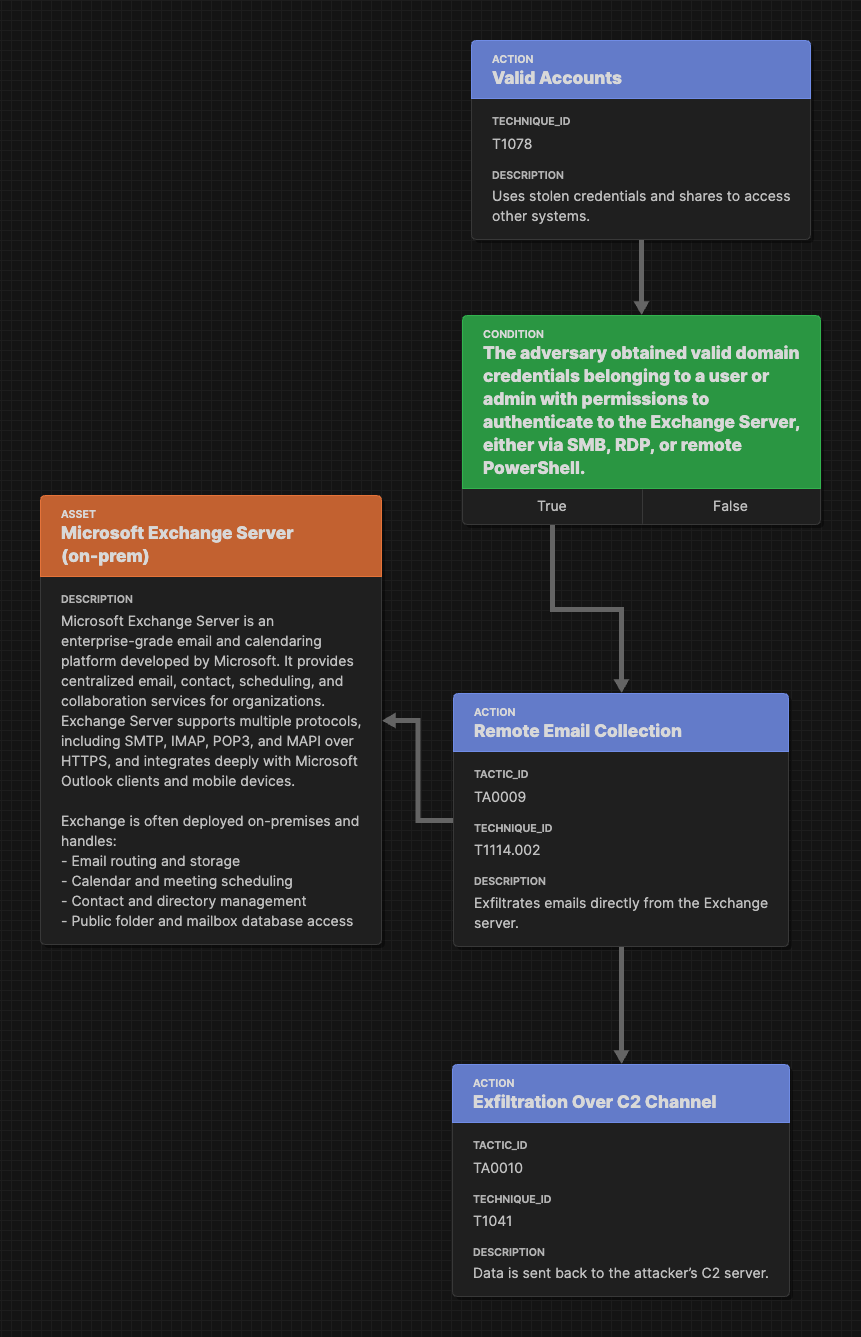 ACTION
Valid Accounts
TECHNIQUE_ID
T1078
DESCRIPTION
Uses stolen credentials and shares to access
other systems.
CONDITION
The adversary obtained valid domain
credentials belonging to a user or
admin with permissions to
authenticate to the Exchange Server,
either via SMB, RDP, or remote
PowerShell.
True
False
ASSET
Microsoft Exchange Server
(on-prem)
DESCRIPTION
Microsoft Exchange Server is an
enterprise-grade email and calendaring
platform developed by Microsoft. It provides
centralized email, contact, scheduling, and
collaboration services for organizations.
Exchange Server supports multiple protocols,
including SMTP, IMAP, POP3, and MAPI over
HTTPS, and integrates deeply with Microsoft
Outlook clients and mobile devices.
Exchange is often deployed on-premises and
handles:
- Email routing and storage
- Calendar and meeting scheduling
- Contact and directory management
- Public folder and mailbox database access
ACTION
Remote Email Collection
TACTIC_ID
TA0009
TECHNIQUE_ID
T1114.002
DESCRIPTION
Exfiltrates emails directly from the Exchange
server.
ACTION
Exfiltration Over C2 Channel
TACTIC_ID
TA0010
TECHNIQUE_ID
T1041
DESCRIPTION
Data is sent back to the attacker’s C2 server.